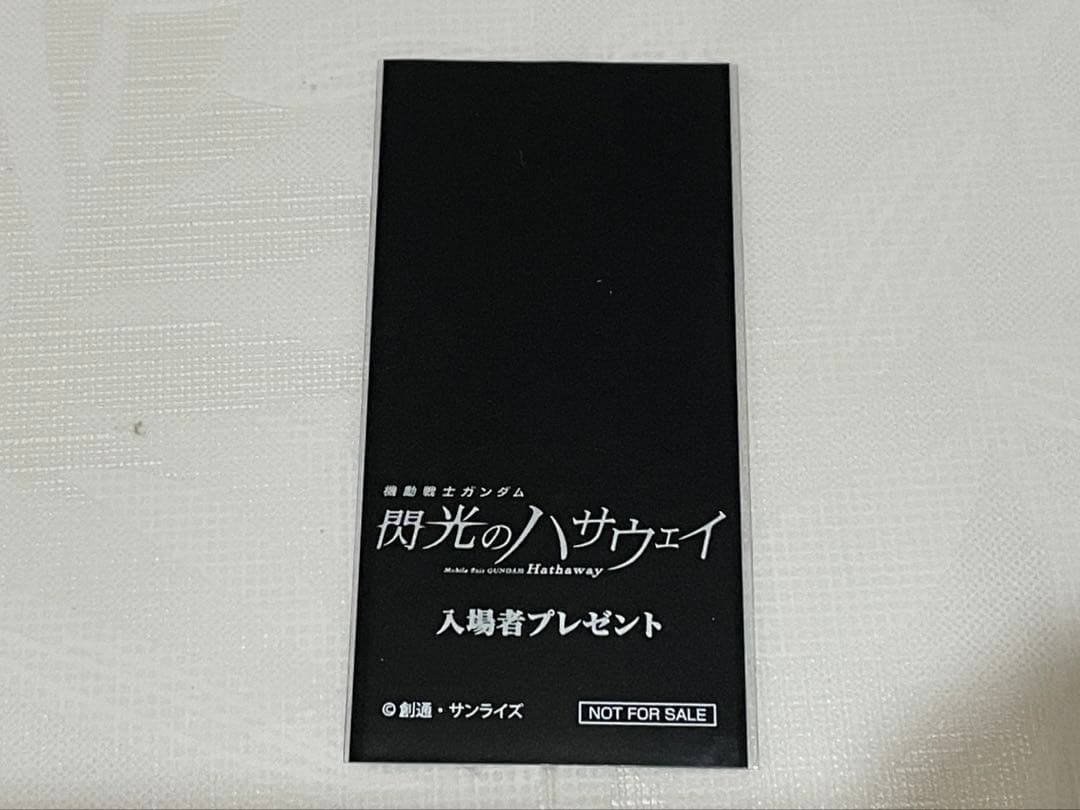 機動戦士ガンダム
閃光のハサウェイ
Mobile Suit GUNDAM Hathaway
入場者プレゼント
©創通・サンライズ
NOT FOR SALE